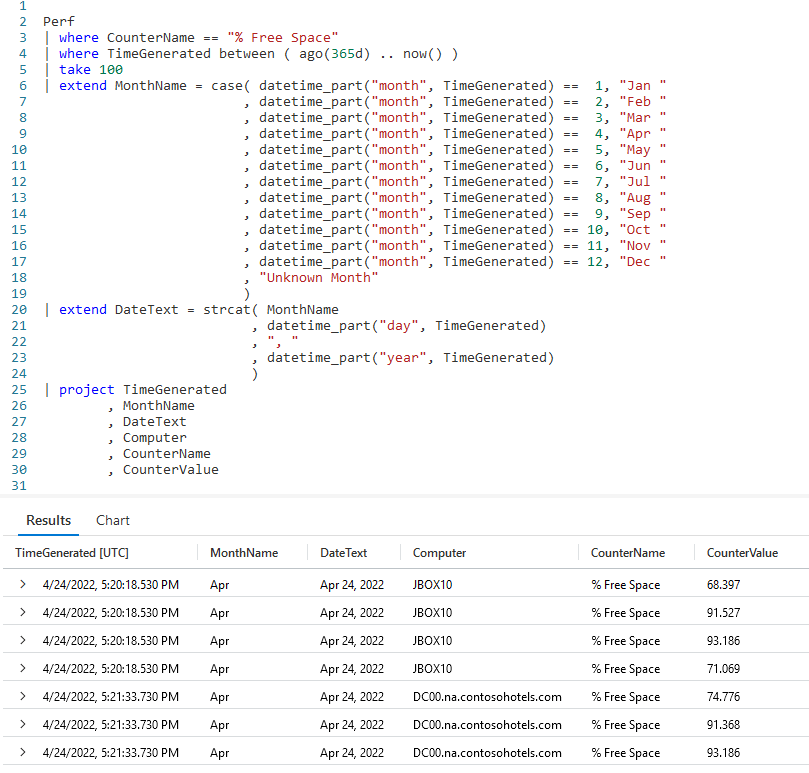 1
2 Perf
3 | where CounterName == "% Free Space"
4 | where TimeGenerated between ( ago(365d) .. now() )
5 | take 100
6 | extend MonthName = case( datetime_part("month", TimeGenerated) ==  1, "Jan "
7                          , datetime_part("month", TimeGenerated) ==  2, "Feb "
8                          , datetime_part("month", TimeGenerated) ==  3, "Mar "
9                          , datetime_part("month", TimeGenerated) ==  4, "Apr "
10                         , datetime_part("month", TimeGenerated) ==  5, "May "
11                         , datetime_part("month", TimeGenerated) ==  6, "Jun "
12                         , datetime_part("month", TimeGenerated) ==  7, "Jul "
13                         , datetime_part("month", TimeGenerated) ==  8, "Aug "
14                         , datetime_part("month", TimeGenerated) ==  9, "Sep "
15                         , datetime_part("month", TimeGenerated) == 10, "Oct "
16                         , datetime_part("month", TimeGenerated) == 11, "Nov "
17                         , datetime_part("month", TimeGenerated) == 12, "Dec "
18                         , "Unknown Month"
19                         )
20 | extend DateText = strcat( MonthName
21                          , datetime_part("day", TimeGenerated)
22                          , ", "
23                          , datetime_part("year", TimeGenerated)
24                          )
25 | project TimeGenerated
26         , MonthName
27         , DateText
28         , Computer
29         , CounterName
30         , CounterValue
31
Results Chart
TimeGenerated [UTC] MonthName DateText Computer CounterName CounterValue
4/24/2022, 5:20:18.530 PM Apr Apr 24, 2022 JBOX10 % Free Space 68.397
4/24/2022, 5:20:18.530 PM Apr Apr 24, 2022 JBOX10 % Free Space 91.527
4/24/2022, 5:20:18.530 PM Apr Apr 24, 2022 JBOX10 % Free Space 93.186
4/24/2022, 5:20:18.530 PM Apr Apr 24, 2022 JBOX10 % Free Space 71.069
4/24/2022, 5:21:33.730 PM Apr Apr 24, 2022 DC00.na.contosohotels.com % Free Space 74.776
4/24/2022, 5:21:33.730 PM Apr Apr 24, 2022 DC00.na.contosohotels.com % Free Space 91.368
4/24/2022, 5:21:33.730 PM Apr Apr 24, 2022 DC00.na.contosohotels.com % Free Space 93.186